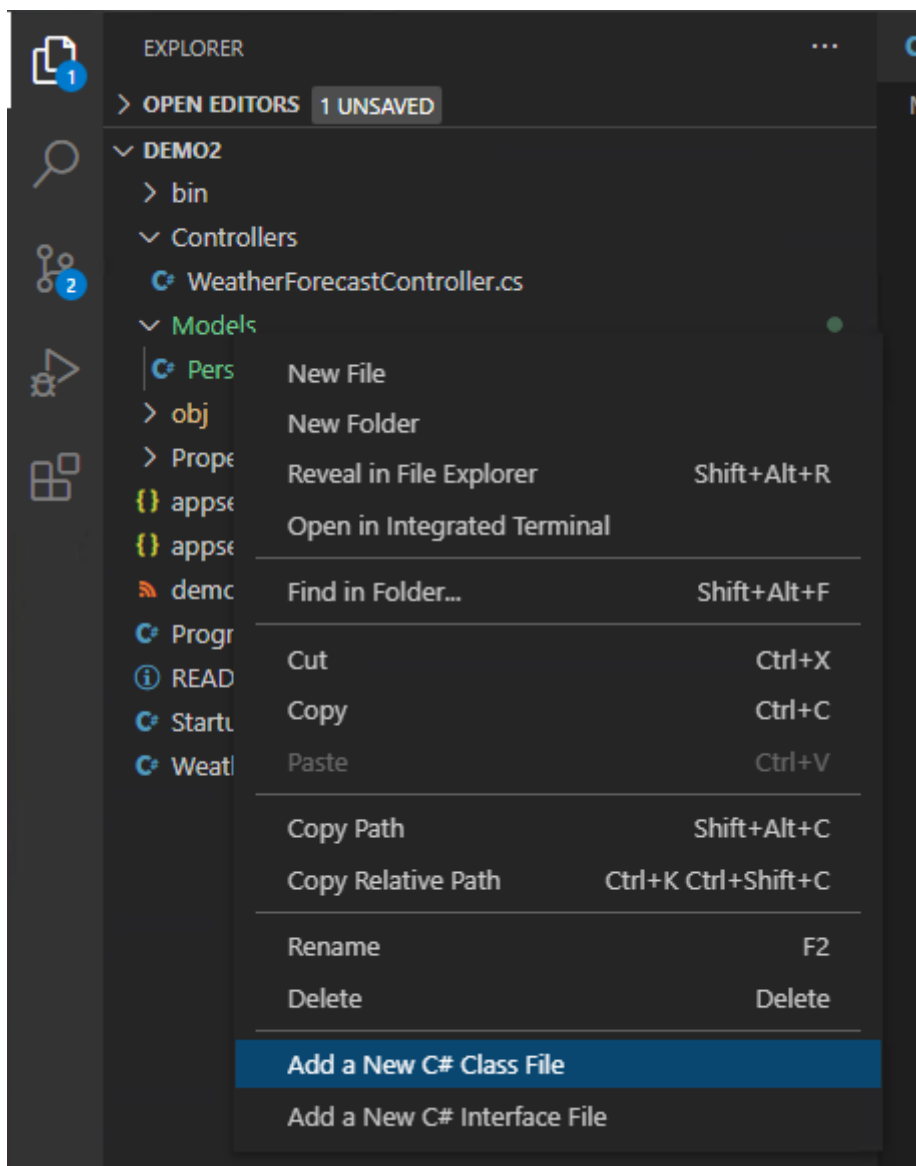 EXPLORER ···
1
OPEN EDITORS 1 UNSAVED
DEMO2
bin
Controllers
C# WeatherForecastController.cs
2
Models
C# Pers
obj
Prope
{} appse
{} appse
demo
C# Progr
READ
C# Startu
C# Weath
New File
New Folder
Reveal in File Explorer Shift+Alt+R
Open in Integrated Terminal
Find in Folder... Shift+Alt+F
Cut Ctrl+X
Copy Ctrl+C
Paste Ctrl+V
Copy Path Shift+Alt+C
Copy Relative Path Ctrl+K Ctrl+Shift+C
Rename F2
Delete Delete
Add a New C# Class File
Add a New C# Interface File